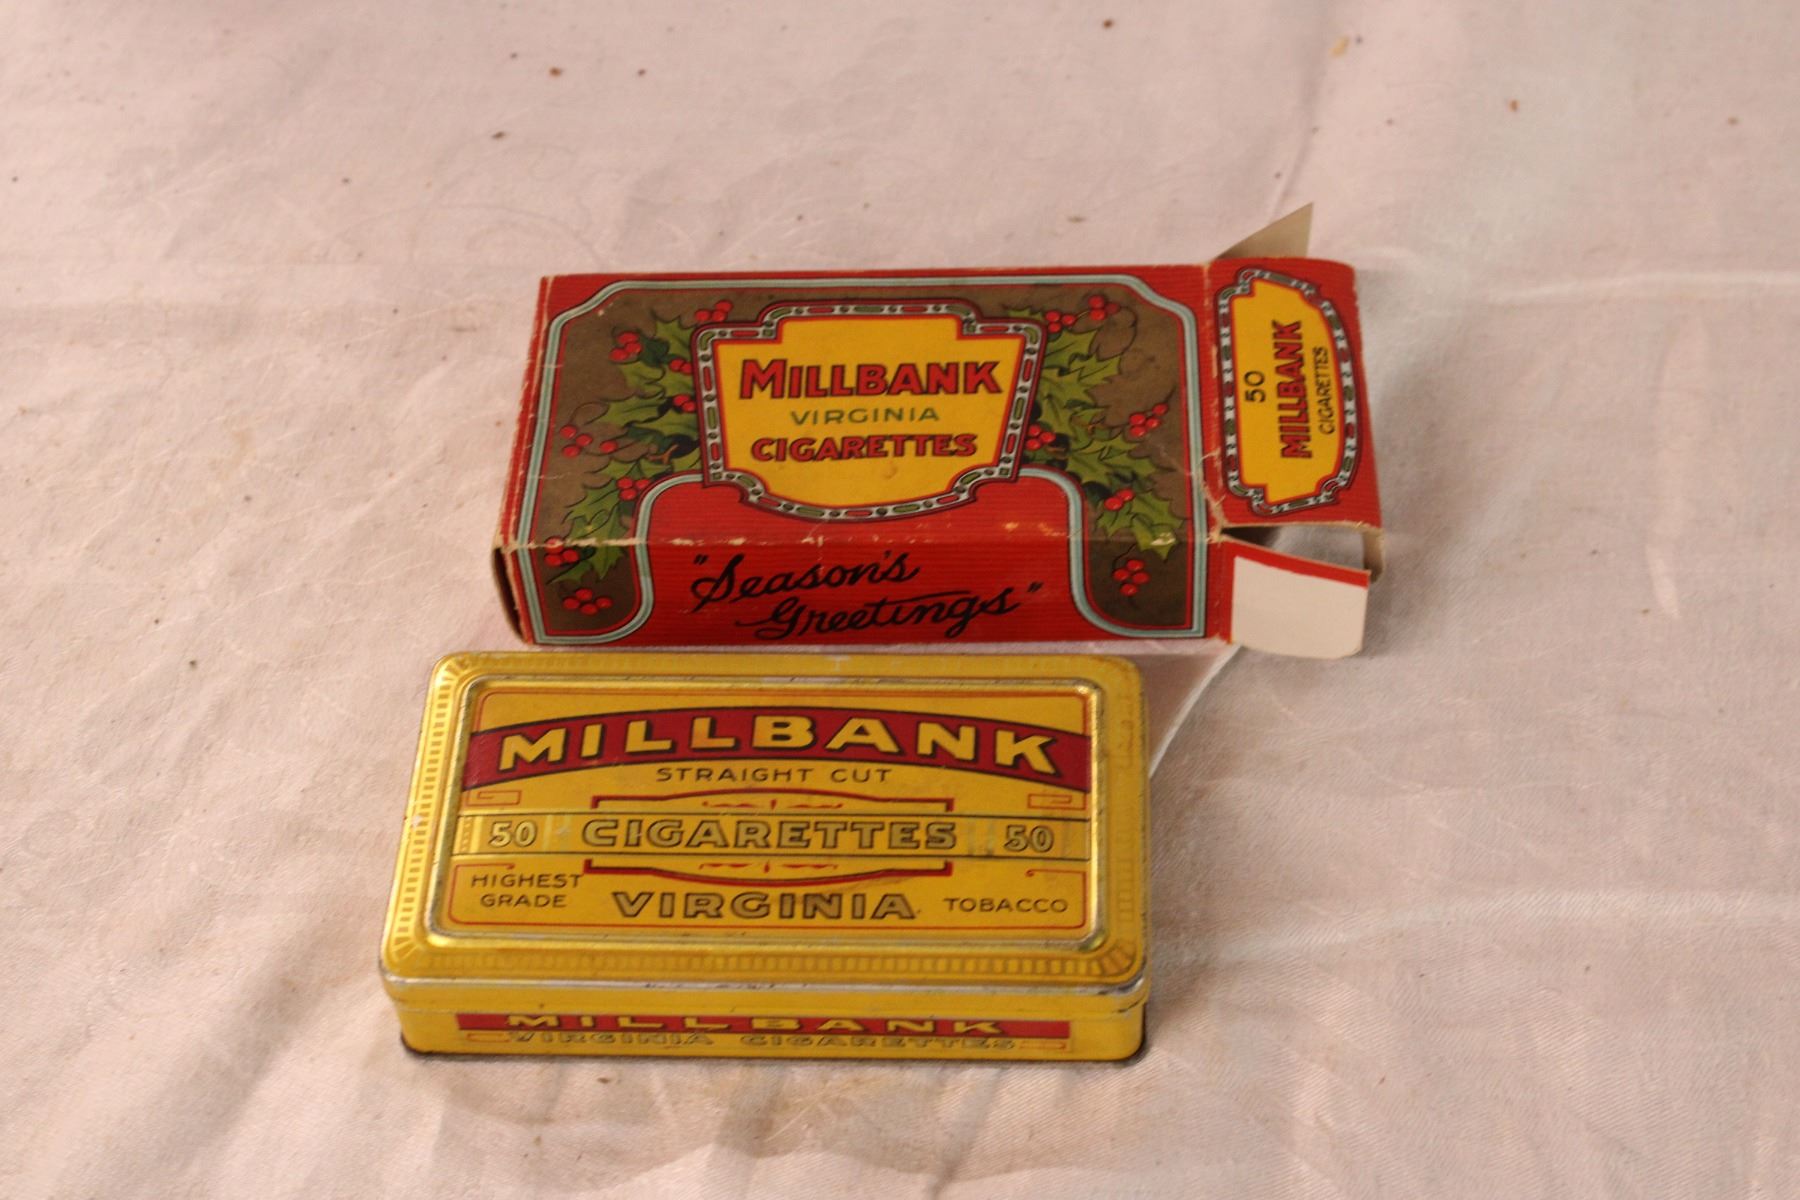 MILLBANK
VIRGINIA
CIGARETTES
"Season's
Greetings"
50
MILLBANK
CIGARETTES
MILLBANK
STRAIGHT CUT
50 CIGARETTES 50
HIGHEST
GRADE
VIRGINIA
TOBACCO
MILLBANK
VIRGINIA CIGARETTES